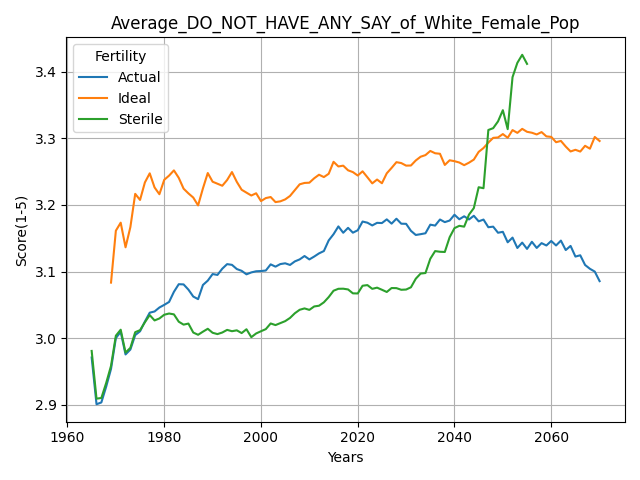 Average_DO_NOT_HAVE_ANY_SAY_of_White_Female_Pop
Fertility
Actual
Ideal
Sterile
Score(1-5)
3.4
3.3
3.2
3.1
3.0
2.9
1960 1980 2000 2020 2040 2060
Years